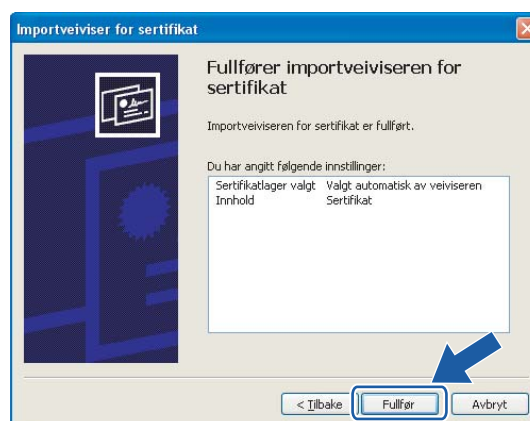 Importveiviser for sertifikat
Fullfører importveiviseren for
sertifikat
Importveiviseren for sertifikat er fullført.
Du har angitt følgende innstillinger:
Sertifikatlager valgt Valgt automatisk av veiviseren
Innhold Sertifikat
< Tilbake Fullfør Avbryt